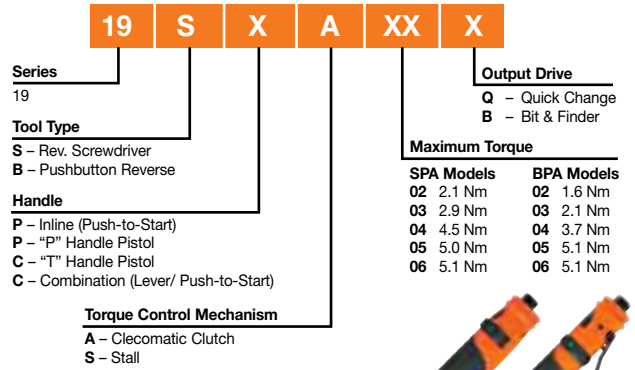 19 S X A XX X
Series
19
Tool Type
S – Rev. Screwdriver
B – Pushbutton Reverse
Handle
P – Inline (Push-to-Start)
P – “P” Handle Pistol
C – “T” Handle Pistol
C – Combination (Lever/ Push-to-Start)
Torque Control Mechanism
A – Clecomatic Clutch
S – Stall
Output Drive
Q – Quick Change
B – Bit & Finder
Maximum Torque
SPA Models BPA Models
02 2.1 Nm 02 1.6 Nm
03 2.9 Nm 03 2.1 Nm
04 4.5 Nm 04 3.7 Nm
05 5.0 Nm 05 5.1 Nm
06 5.1 Nm 06 5.1 Nm